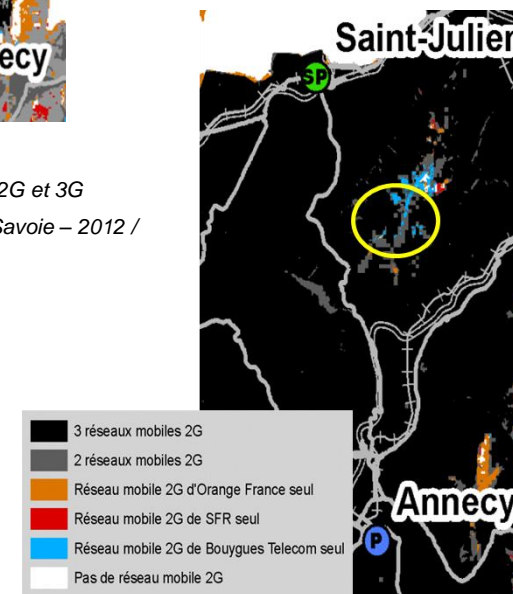 ecy
2G et 3G
Savoie – 2012 /
Saint-Julien
SP
3 réseaux mobiles 2G
2 réseaux mobiles 2G
Réseau mobile 2G d'Orange France seul
Réseau mobile 2G de SFR seul
Réseau mobile 2G de Bouygues Telecom seul
Pas de réseau mobile 2G
Annecy
P